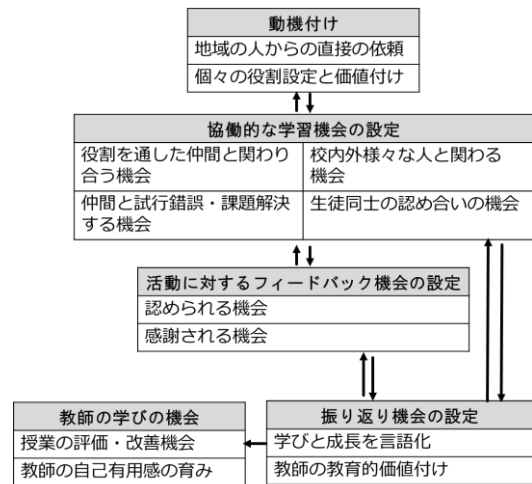 動機付け
地域の人からの直接の依頼
個々の役割設定と価値付け
協働的な学習機会の設定
役割を通した仲間と関わり
合う機会
校内外様々な人と関わる
機会
仲間と試行錯誤・課題解決
する機会
生徒同士の認め合いの機会
活動に対するフィードバック機会の設定
認められる機会
感謝される機会
教師の学びの機会
授業の評価・改善機会
教師の自己有用感の育み
振り返り機会の設定
学びと成長を言語化
教師の教育的価値付け